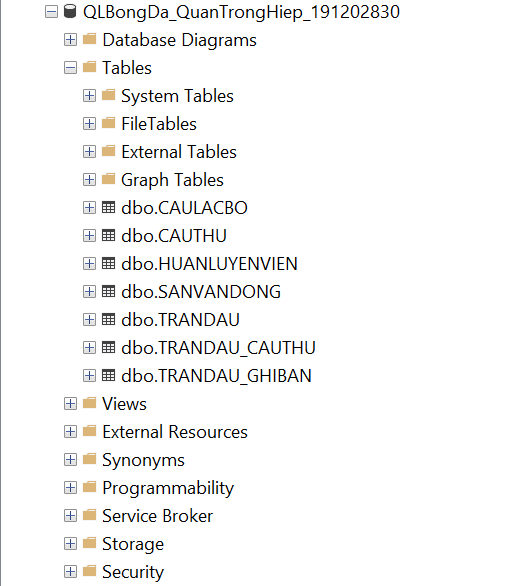 QLBongDa_QuanTrongHiep_191202830
Database Diagrams
Tables
System Tables
FileTables
External Tables
Graph Tables
dbo.CAULACBO
dbo.CAUTHU
dbo.HUANLUYENVIEN
dbo.SANVANDONG
dbo.TRANDAU
dbo.TRANDAU_CAUTHU
dbo.TRANDAU_GHIBAN
Views
External Resources
Synonyms
Programmability
Service Broker
Storage
Security